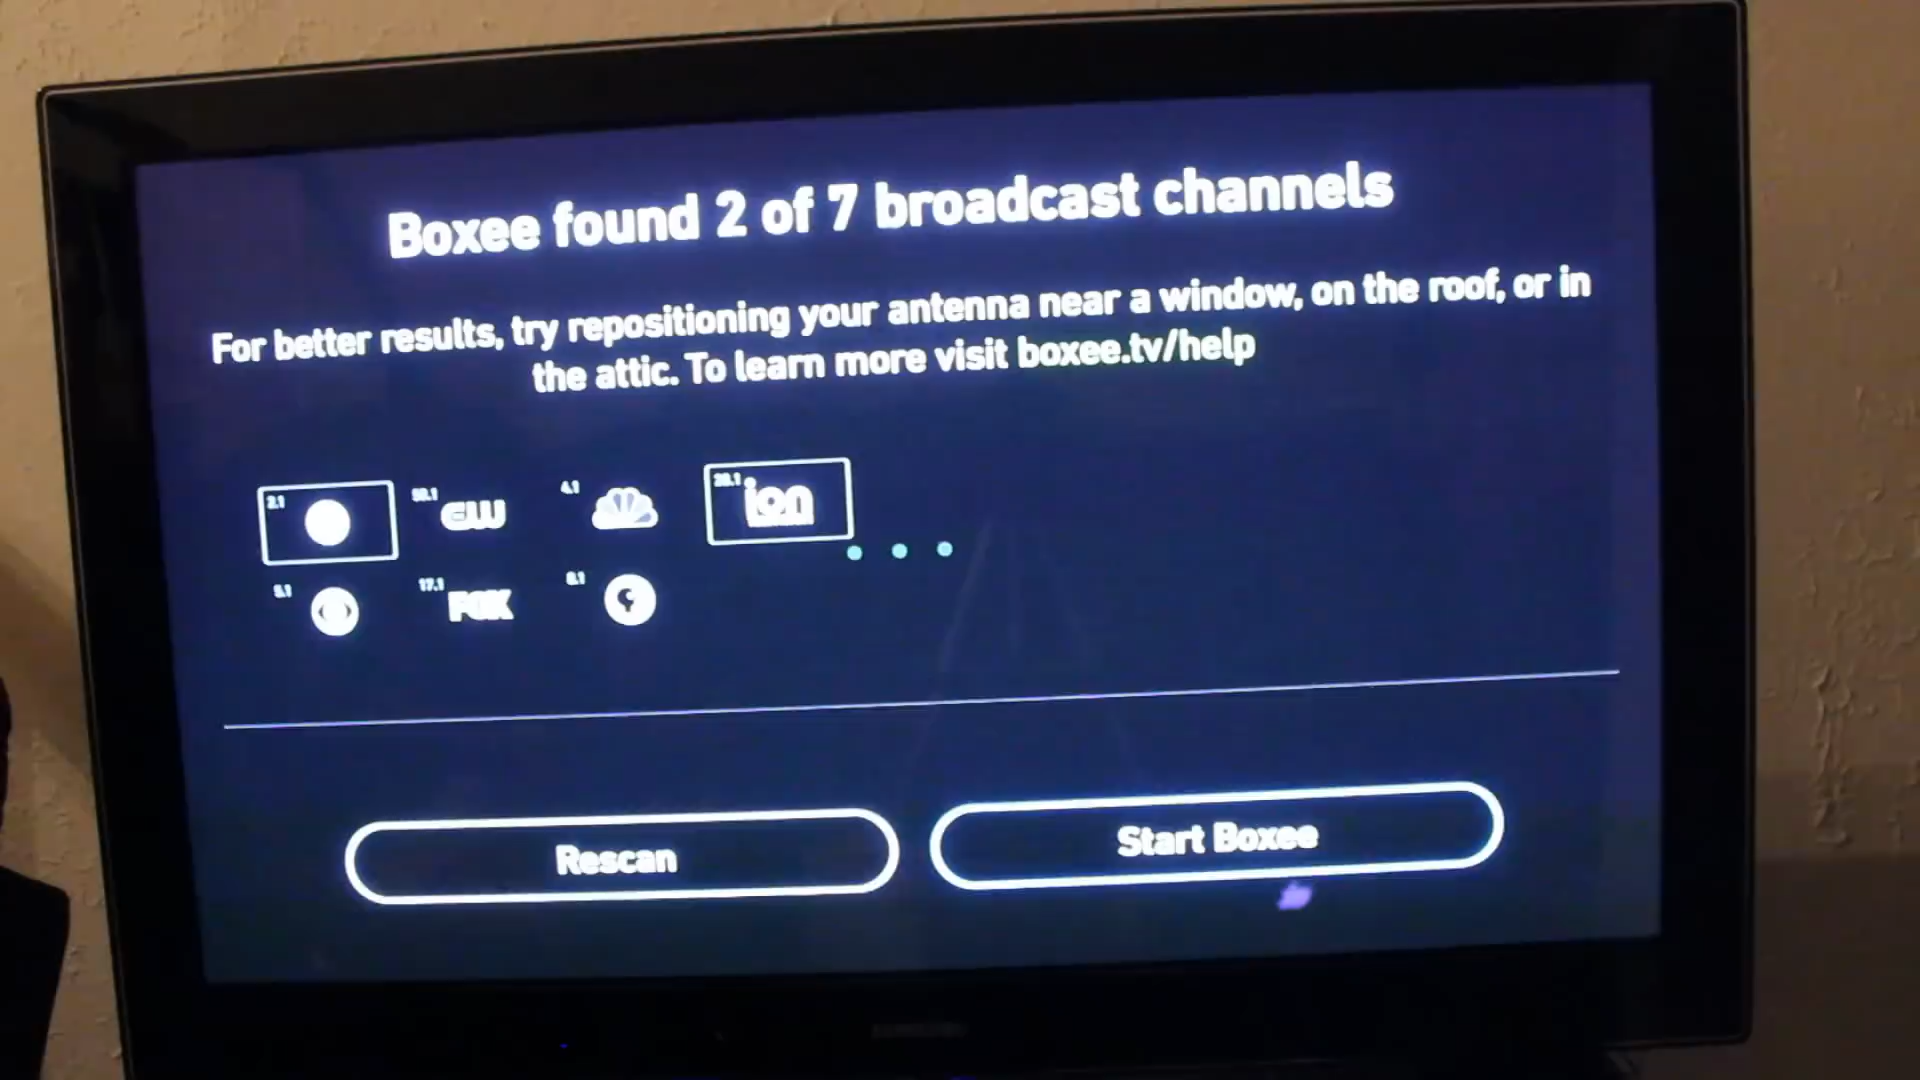 Boxee found 2 of 7 broadcast channels
For better results, try repositioning your antenna near a window, on the roof, or in
the attic. To learn more visit boxee.tv/help
2.1
CW
4.1
ion
5.1
17.1 FOX
8.1
Rescan
Start Boxee